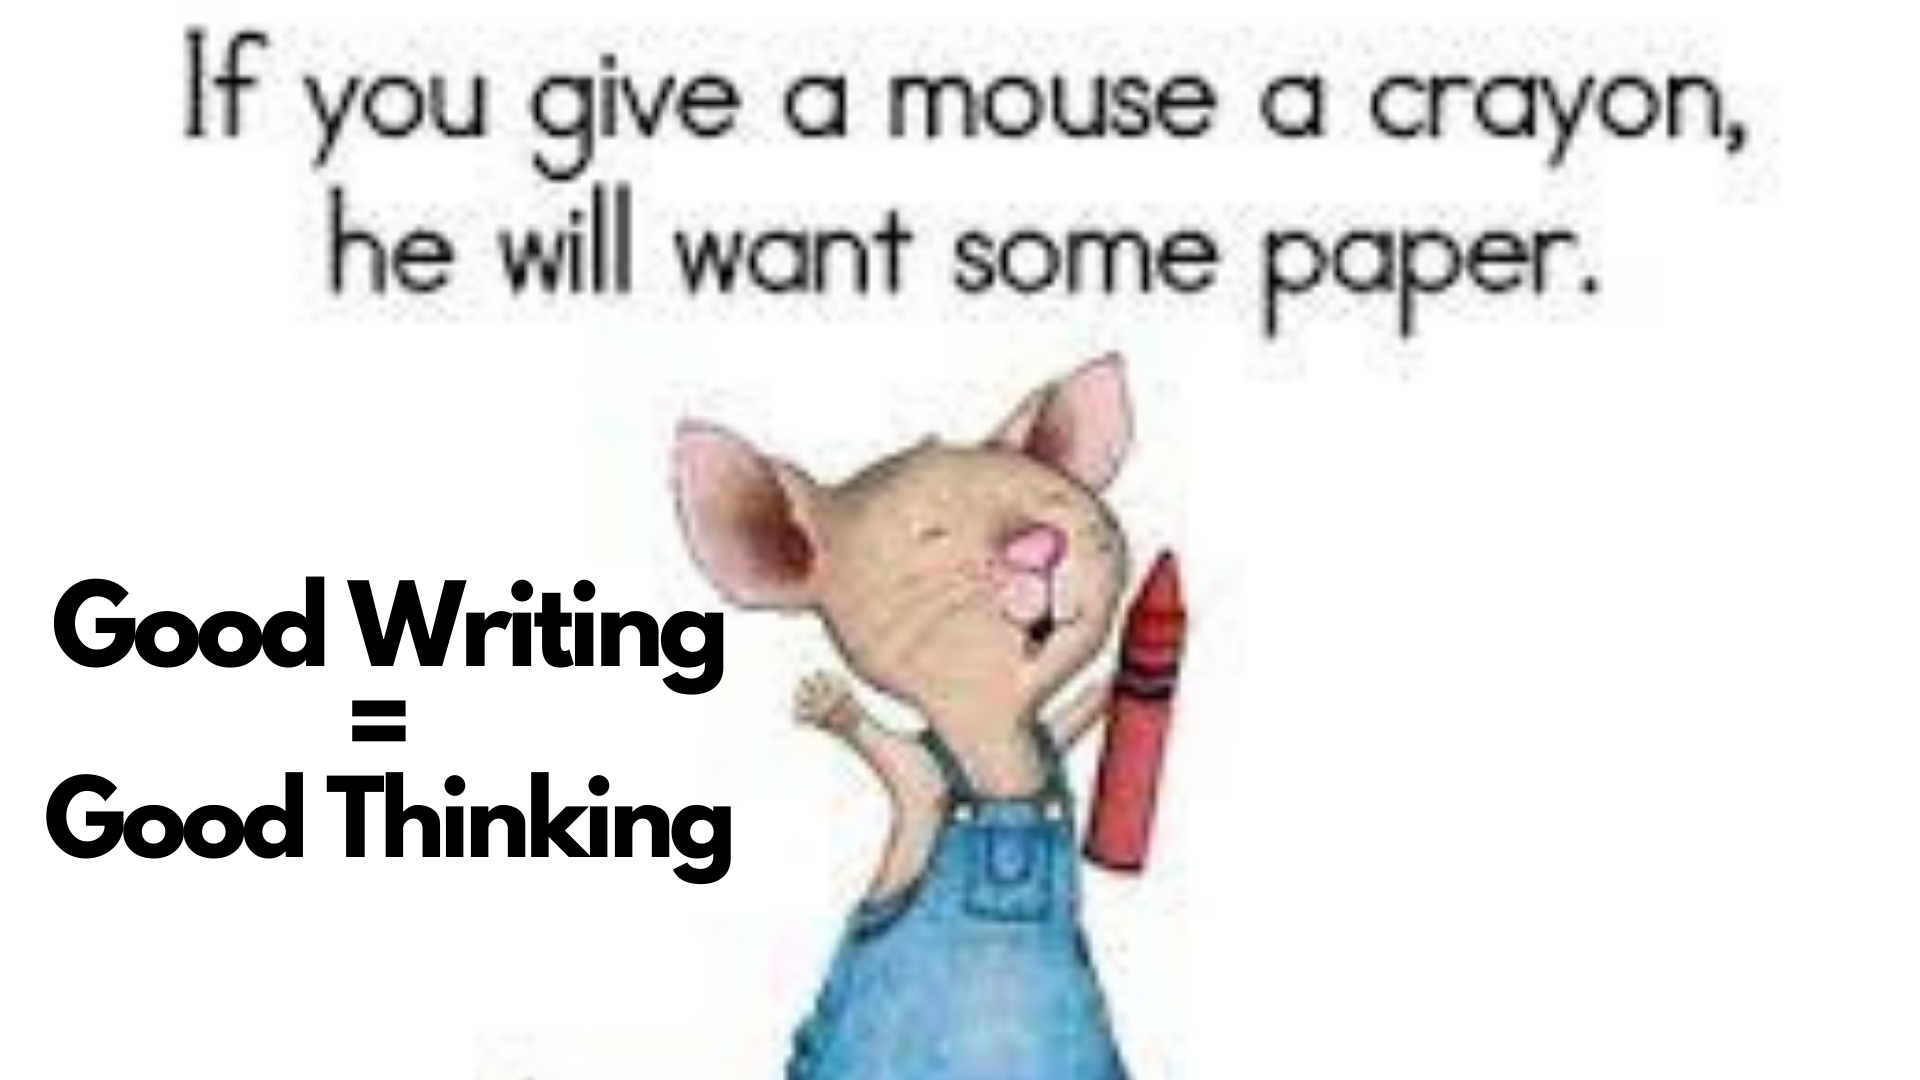 If you give a mouse a crayon,
he will want some paper.
Good Writing
=
Good Thinking